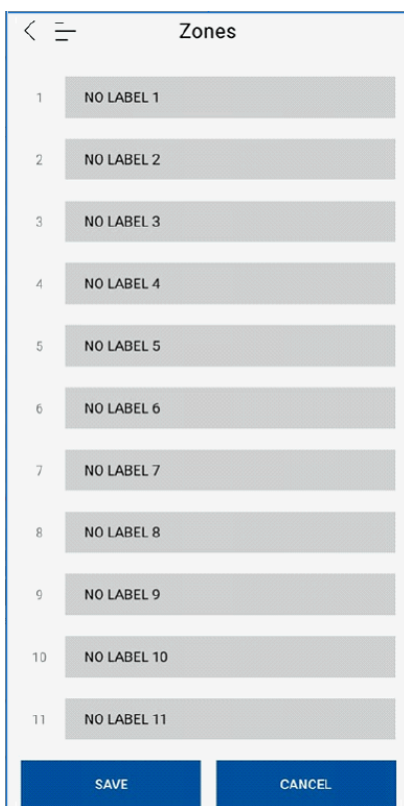 Zones
1 NO LABEL 1
2 NO LABEL 2
3 NO LABEL 3
4 NO LABEL 4
5 NO LABEL 5
6 NO LABEL 6
7 NO LABEL 7
8 NO LABEL 8
9 NO LABEL 9
10 NO LABEL 10
11 NO LABEL 11
SAVE CANCEL